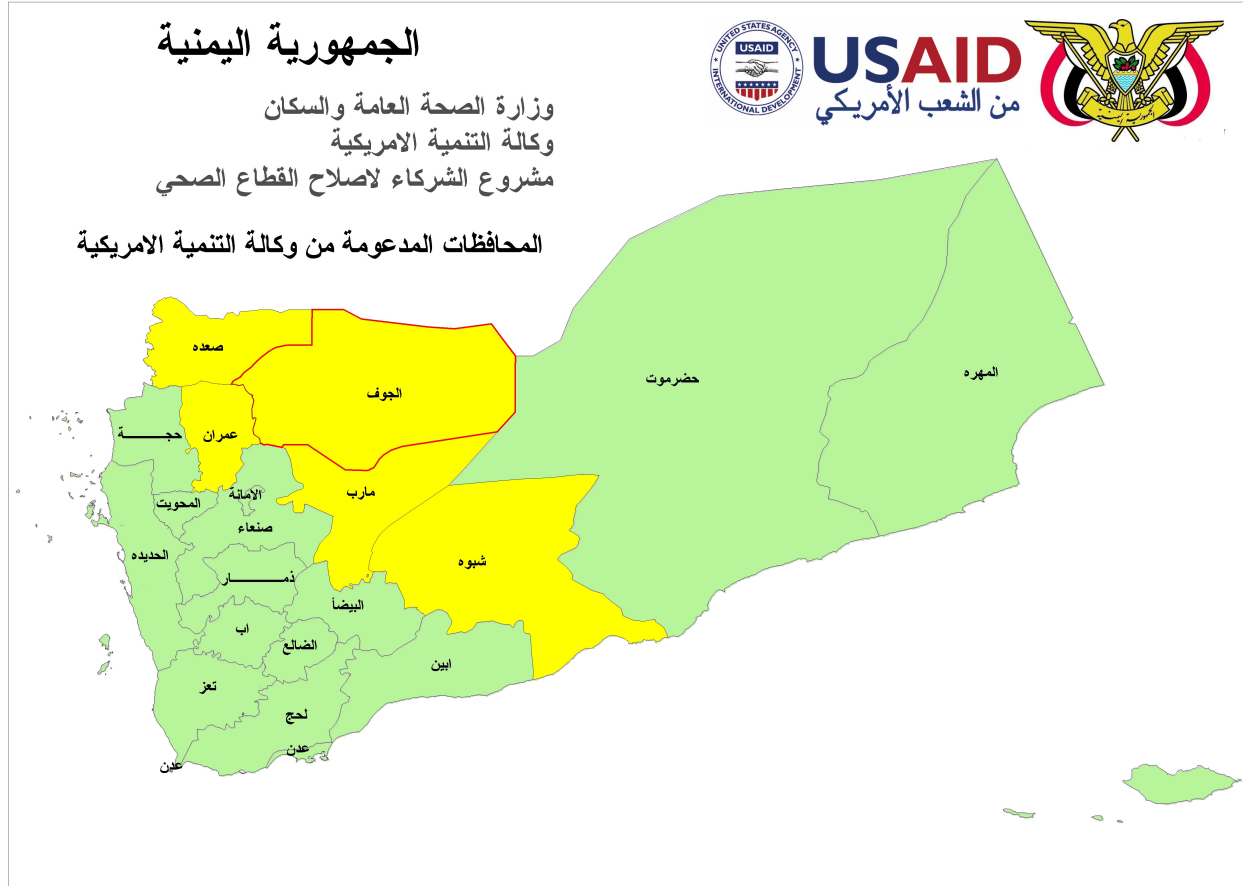 الجمهورية اليمنية
وزارة الصحة العامة والسكان
وكالة التنمية الامريكية
مشروع الشركاء لاصلاح القطاع الصحي
المحافظات المدعومة من وكالة التنمية الامريكية
UNITED STATES AGENCY
USAID
INTERNATIONAL DEVELOPMENT
USAID
من الشعب الأمريكي
الجمهورية اليمنية
صعده
الجوف
حضرموت
المهره
حجـــــة
عمران
مارب
الامانة
المحويت
صنعاء
الحديده
شبوه
ذمـــــار
البيضأ
اب
الضالع
ابين
تعز
لحج
عدن
عدن